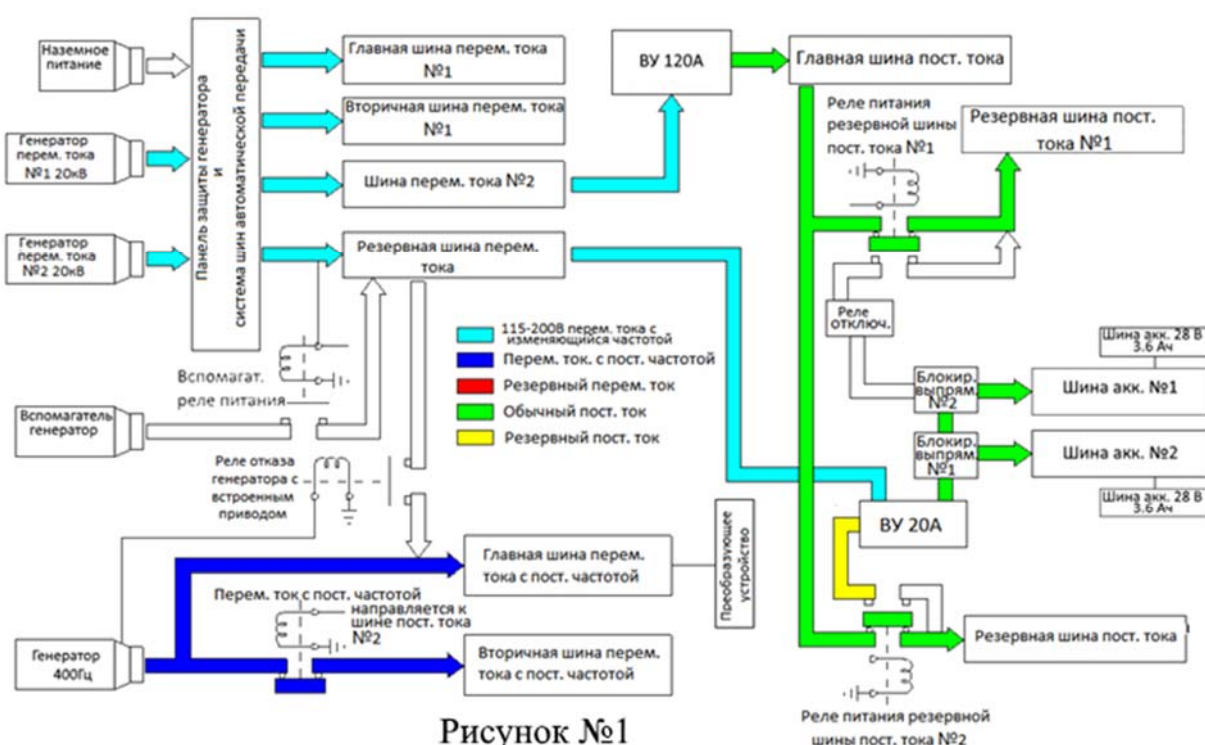 Наземное
питание
Генератор
перем. тока
№1 20кВ
Генератор
перем. тока
№2 20кВ
Панель защиты генератора
и
система шин автоматической передачи
Главная шина перем. тока
№1
Вторичная шина перем. тока
№1
Шина перем. тока №2
Резервная шина перем.
тока
ВУ 120А
Главная шина пост. тока
Реле питания
резервной шины
пост. тока №1
Резервная шина пост.
тока №1
Реле
отключ.
115-200В перем. тока с
изменяющийся частотой
Перем. ток. с пост. частотой
Резервный перем. ток
Обычный пост. ток
Резервный пост. ток
Вспомагат.
реле питания
Вспомагатель
генератор
Реле отказа
генератора с
встроенным
приводом
Блокир.
выпрям.
№2
Блокир.
выпрям.
№1
Шина акк. 28 В
3.6 Ач
Шина акк. №1
Шина акк. №2
Шина акк. 28 В
3.6 Ач
ВУ 20А
Главная шина перем.
тока с пост. частотой
Преобразующее
устройство
Перем. ток с пост. частотой
направляется к
шине пост. тока
№2
Генератор
400Гц
Вторичная шина перем.
тока с пост. частотой
Резервная шина пост. тока
Реле питания резервной
шины пост. тока №2
Рисунок №1